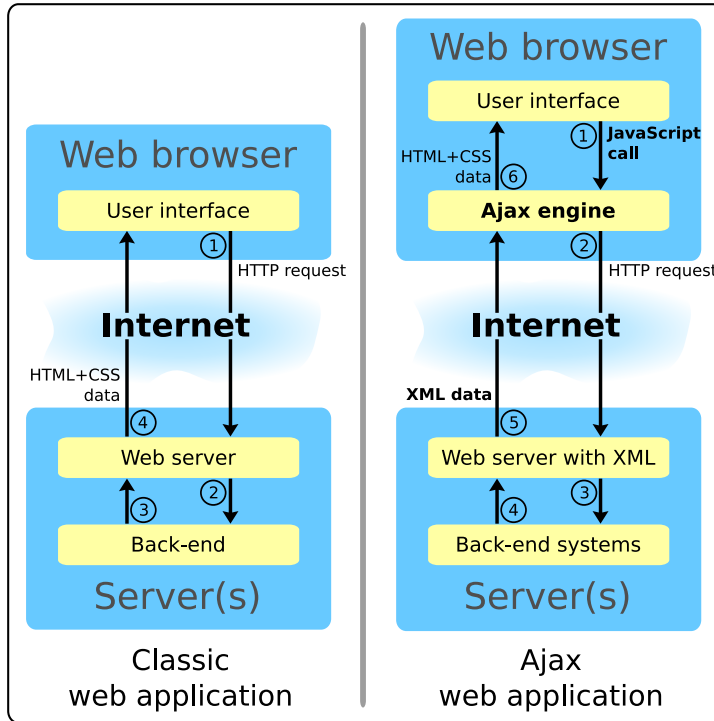 Web browser
User interface
1
HTTP request
Internet
HTML+CSS
data
4
Web server
3
2
Back-end
Server(s)
Classic
web application
Web browser
User interface
1
JavaScript
call
HTML+CSS
data
6
Ajax engine
2
HTTP request
Internet
XML data
5
Web server with XML
4
3
Back-end systems
Server(s)
Ajax
web application